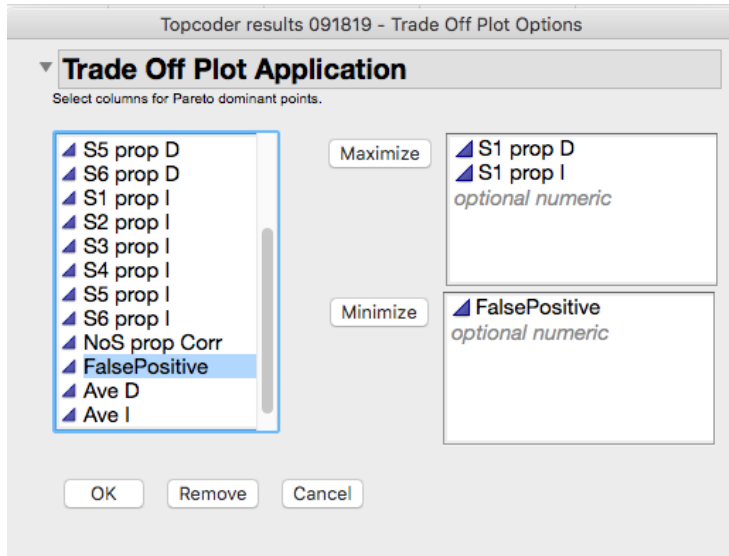 Topcoder results 091819 - Trade Off Plot Options
Trade Off Plot Application
Select columns for Pareto dominant points.
S5 prop D
S6 prop D
S1 prop I
S2 prop I
S3 prop I
S4 prop I
S5 prop I
S6 prop I
NoS prop Corr
FalsePositive
Ave D
Ave I
Maximize
S1 prop D
S1 prop I
optional numeric
Minimize
FalsePositive
optional numeric
OK
Remove
Cancel